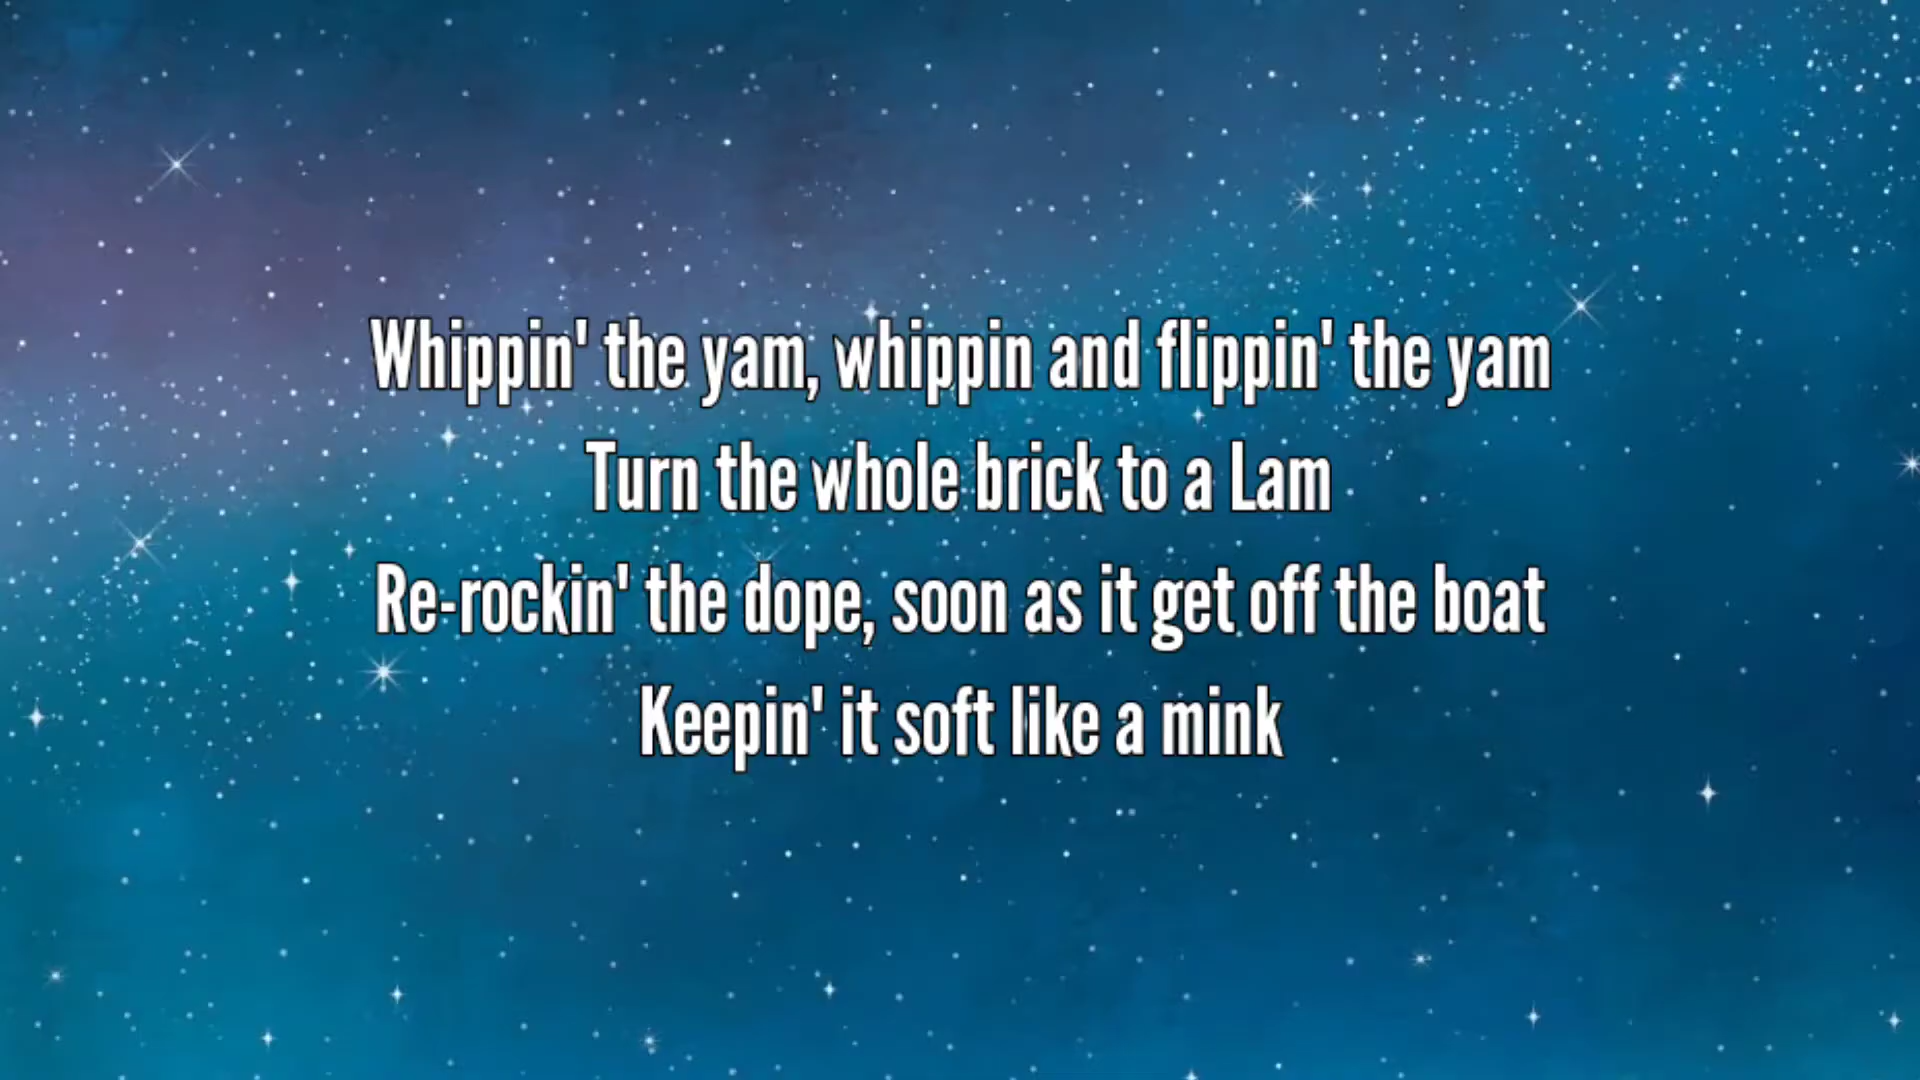 Whippin' the yam, whippin and flippin' the yam
Turn the whole brick to a Lam
Re-rockin' the dope, soon as it get off the boat
Keepin' it soft like a mink